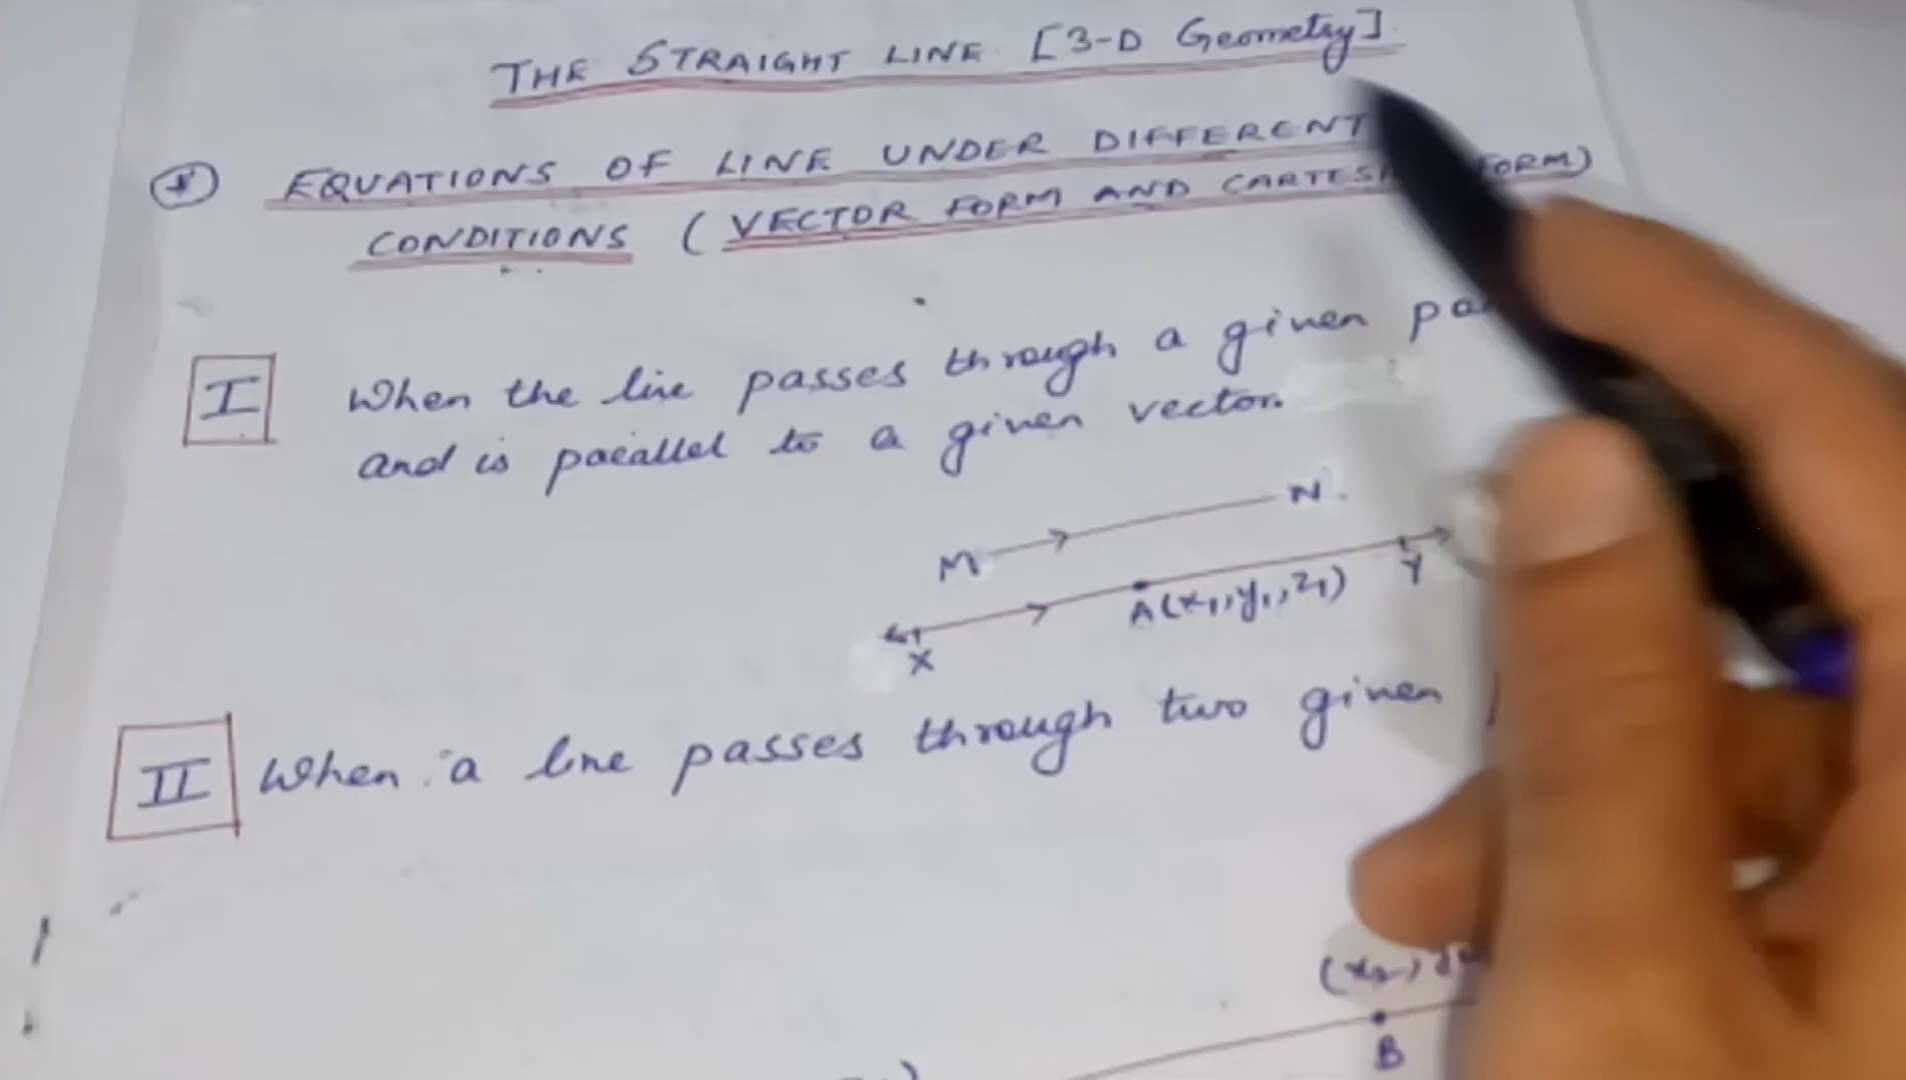 THE STRAIGHT LINE [3-D Geometry].
EQUATIONS OF LINE UNDER DIFFERENT
CONDITIONS (VECTOR FORM AND FORM)
I When the line passes through a given
and is parallel to a given vector.
M N
A(x₁, y₁, z₁) Y
X
II When a line passes through two given
(x₂,
B